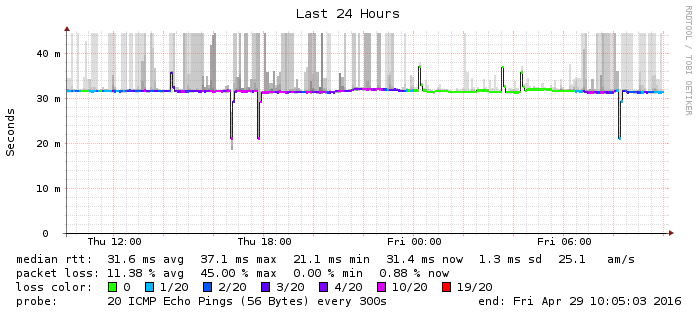 Last 24 Hours
RRDTOOL / TOBI OETIKER
Seconds
40 m
30 m
20 m
10 m
0
Thu 12:00 Thu 18:00 Fri 00:00 Fri 06:00
median rtt: 31.6 ms avg 37.1 ms max 21.1 ms min 31.4 ms now 1.3 ms sd 25.1 am/s
packet loss: 11.38 % avg 45.00 % max 0.00 % min 0.88 % now
loss color: 0 1/20 2/20 3/20 4/20 10/20 19/20
probe: 20 ICMP Echo Pings (56 Bytes) every 300s end: Fri Apr 29 10:05:03 2016